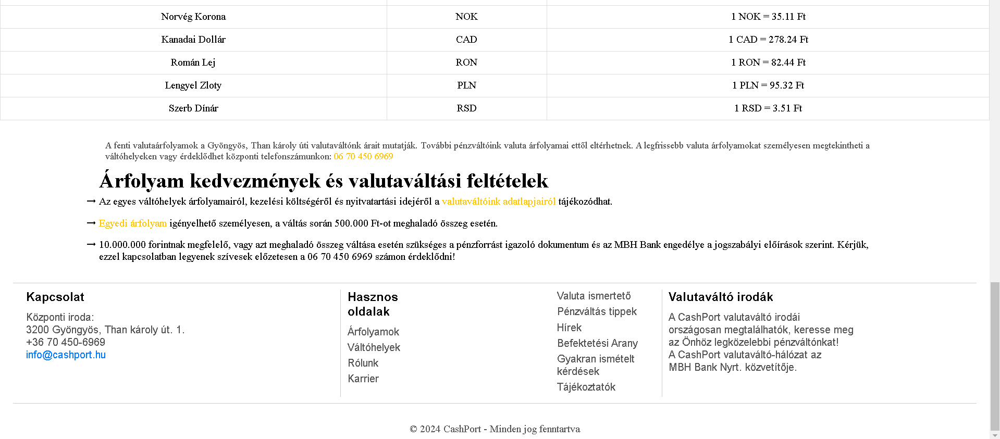 Norvég Korona NOK 1 NOK = 35.11 Ft
Kanadai Dollár CAD 1 CAD = 278.24 Ft
Román Lej RON 1 RON = 82.44 Ft
Lengyel Zloty PLN 1 PLN = 95.32 Ft
Szerb Dínár RSD 1 RSD = 3.51 Ft
A fenti valutaárfolyamok a Gyöngyös, Than károly úti valutaváltónk árait mutatják. További pénzváltóink valuta árfolyamai ettől eltérhetnek. A legfrissebb valuta árfolyamokat személyesen megtekintheti a
váltóhelyeken vagy érdeklődhet központi telefonszámunkon: 06 70 450 6969
Árfolyam kedvezmények és valutaváltási feltételek
→ Az egyes váltóhelyek árfolyamairól, kezelési költségéről és nyitvatartási idejéről a valutaváltóink adatlapjairól tájékozódhat.
→ Egyedi árfolyam igényelhető személyesen, a váltás során 500.000 Ft-ot meghaladó összeg esetén.
→ 10.000.000 forintnak megfelelő, vagy azt meghaladó összeg váltása esetén szükséges a pénzforrást igazoló dokumentum és az MBH Bank engedélye a jogszabályi előírások szerint. Kérjük,
ezzel kapcsolatban legyenek szívesek előzetesen a 06 70 450 6969 számon érdeklődni!
Kapcsolat
Központi iroda:
3200 Gyöngyös, Than károly út. 1.
+36 70 450-6969
info@cashport.hu
Hasznos
oldalak
Árfolyamok
Váltóhelyek
Rólunk
Karrier
Valuta ismertető
Pénzváltás tippek
Hírek
Befektetési Arany
Gyakran ismételt
kérdések
Tájékoztatók
Valutaváltó irodák
A CashPort valutaváltó irodái
országosan megtalálhatók, keresse meg
az Önhöz legközelebbi pénzváltónkat!
A CashPort valutaváltó-hálózat az
MBH Bank Nyrt. közvetítője.
© 2024 CashPort - Minden jog fenntartva